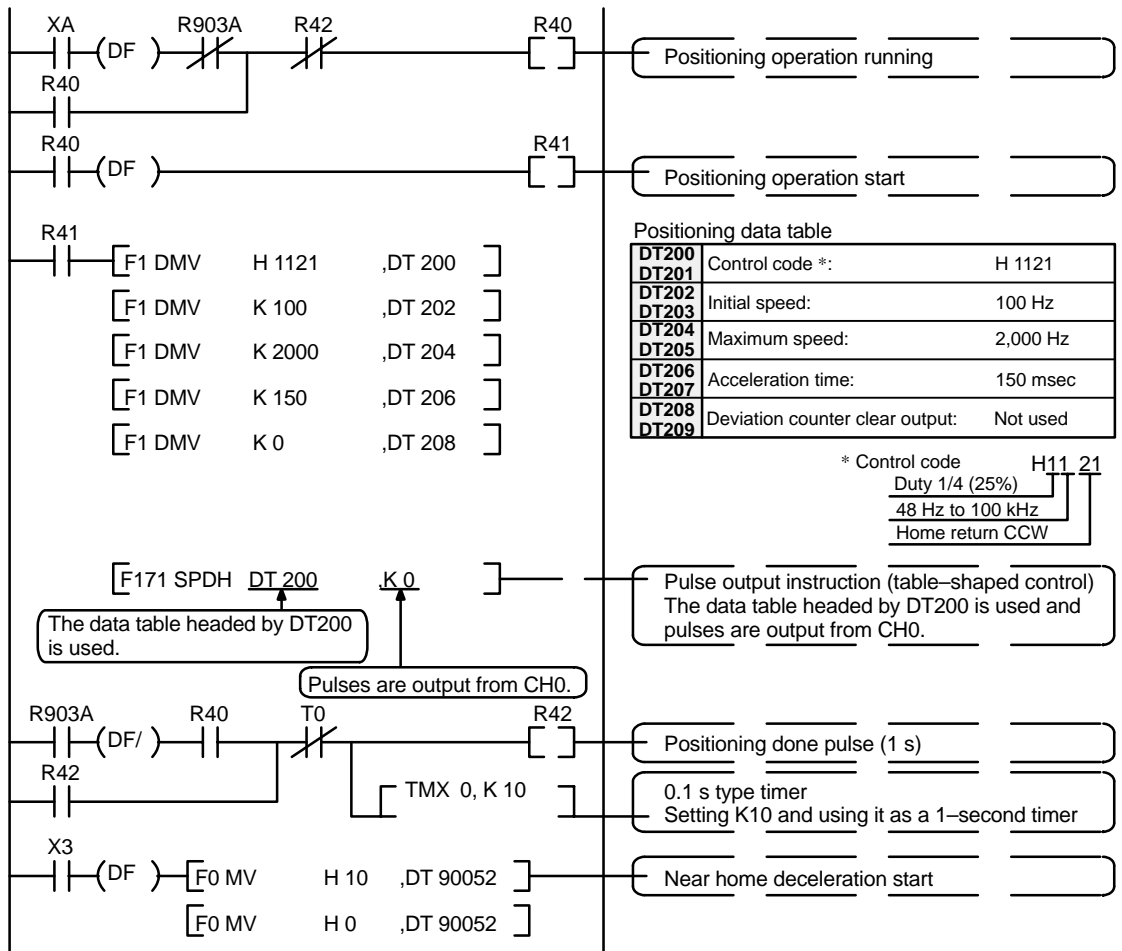 XA R903A R42 R40
(DF ) Positioning operation running
R40
R40 R41
(DF ) Positioning operation start
R41
F1 DMV H 1121 ,DT 200
F1 DMV K 100 ,DT 202
F1 DMV K 2000 ,DT 204
F1 DMV K 150 ,DT 206
F1 DMV K 0 ,DT 208
Positioning data table
DT200
DT201 Control code *: H 1121
DT202
DT203 Initial speed: 100 Hz
DT204
DT205 Maximum speed: 2,000 Hz
DT206
DT207 Acceleration time: 150 msec
DT208
DT209 Deviation counter clear output: Not used
* Control code H11 21
Duty 1/4 (25%)
48 Hz to 100 kHz
Home return CCW
F171 SPDH DT 200 ,K 0
The data table headed by DT200
is used.
Pulses are output from CH0.
Pulse output instruction (table–shaped control)
The data table headed by DT200 is used and
pulses are output from CH0.
R903A R40 T0 R42
(DF/ ) Positioning done pulse (1 s)
R42
TMX 0, K 10
0.1 s type timer
Setting K10 and using it as a 1–second timer
X3
(DF ) F0 MV H 10 ,DT 90052 Near home deceleration start
F0 MV H 0 ,DT 90052